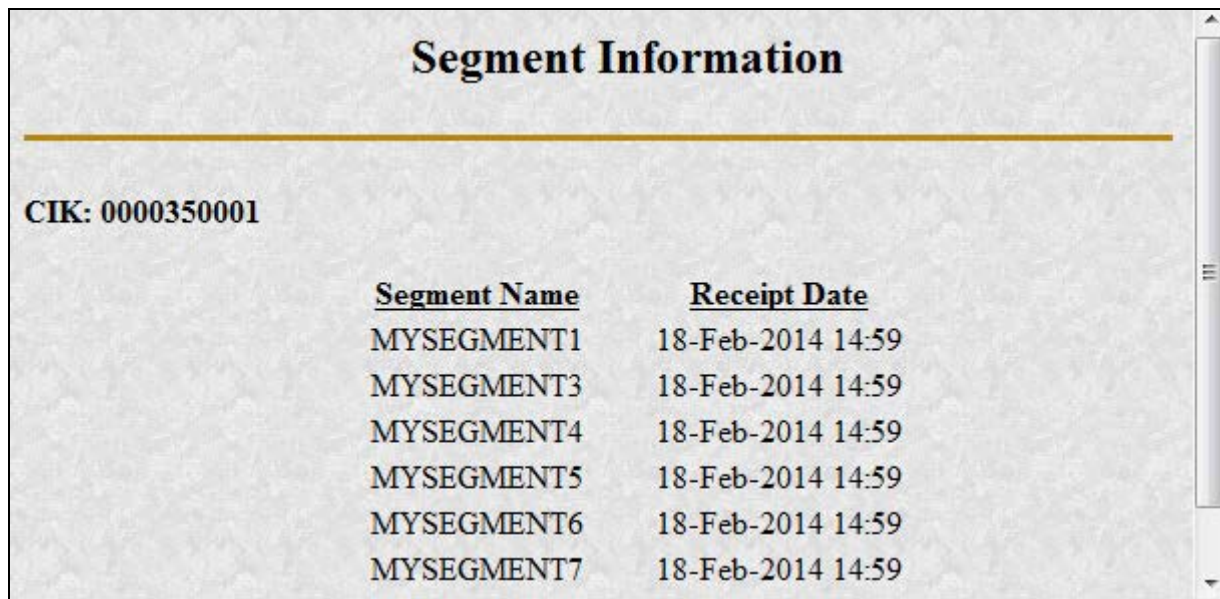 Segment Information
CIK: 0000350001
Segment Name Receipt Date
MYSEGMENT1 18-Feb-2014 14:59
MYSEGMENT3 18-Feb-2014 14:59
MYSEGMENT4 18-Feb-2014 14:59
MYSEGMENT5 18-Feb-2014 14:59
MYSEGMENT6 18-Feb-2014 14:59
MYSEGMENT7 18-Feb-2014 14:59